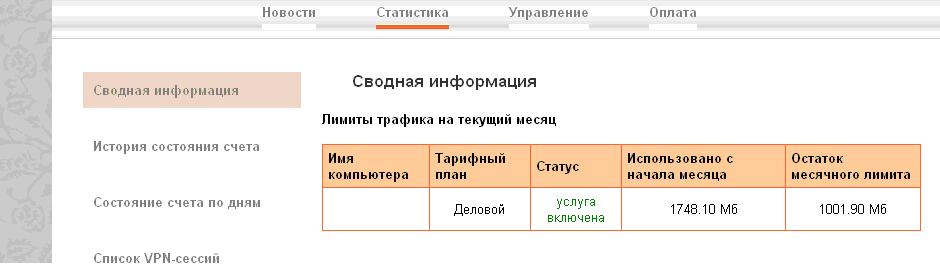 Новости Статистика Управление Оплата
Сводная информация
История состояния счета
Состояние счета по дням
Список VPN-сессий
Сводная информация
Лимиты трафика на текущий месяц
Имя компьютера
Тарифный план
Статус
Использовано с начала месяца
Остаток месячного лимита
Деловой
услуга включена
1748.10 Мб
1001.90 Мб